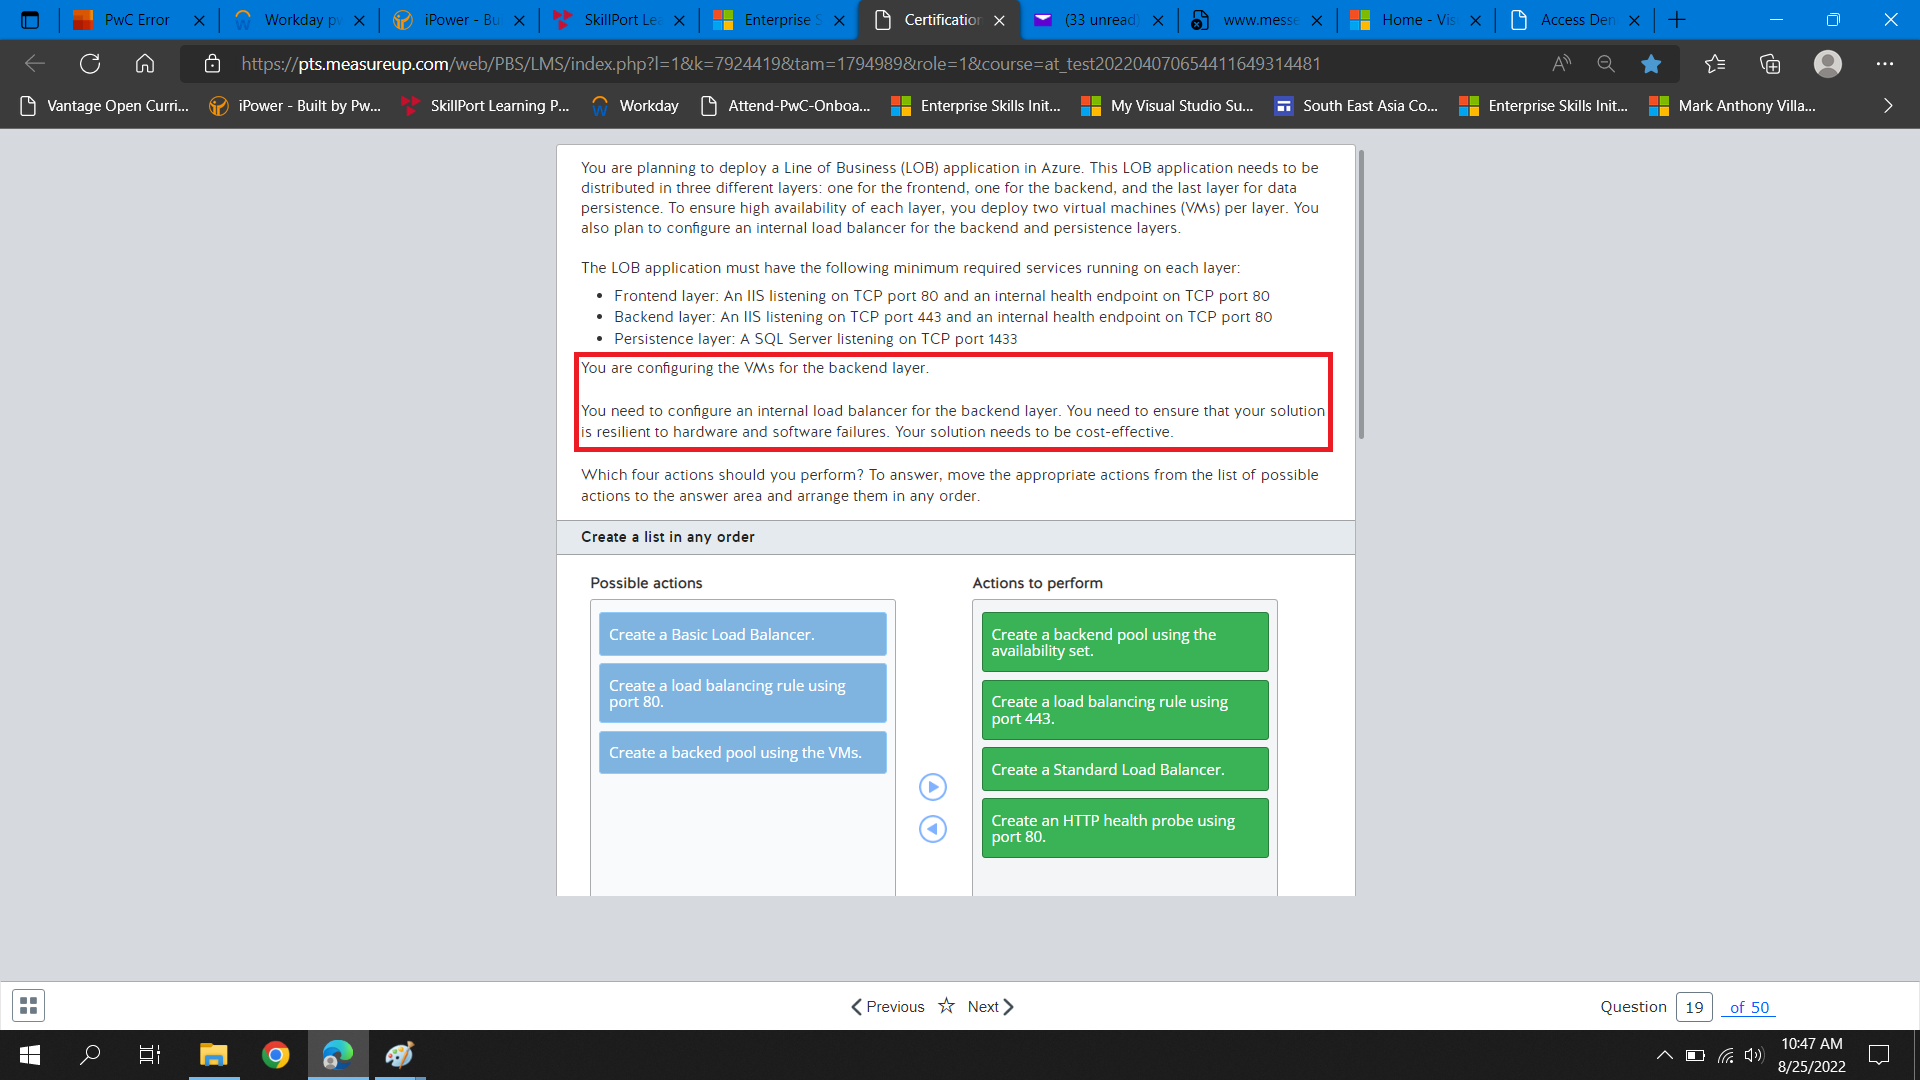 PwC Error
Workday pw
iPower - Bu
SkillPort Lea
Enterprise S
Certification
(33 unread)
www.messe
Home - Vis
Access Den
https://pts.measureup.com/web/PBS/LMS/index.php?l=1&k=7924419&tam=1794989&role=1&course=at_test202204070654411649314481
Vantage Open Curri...
iPower - Built by Pw...
SkillPort Learning P...
Workday
Attend-PwC-Onboa...
Enterprise Skills Init...
My Visual Studio Su...
South East Asia Co...
Enterprise Skills Init...
Mark Anthony Villa...
You are planning to deploy a Line of Business (LOB) application in Azure. This LOB application needs to be
distributed in three different layers: one for the frontend, one for the backend, and the last layer for data
persistence. To ensure high availability of each layer, you deploy two virtual machines (VMs) per layer. You
also plan to configure an internal load balancer for the backend and persistence layers.
The LOB application must have the following minimum required services running on each layer:
• Frontend layer: An IIS listening on TCP port 80 and an internal health endpoint on TCP port 80
• Backend layer: An IIS listening on TCP port 443 and an internal health endpoint on TCP port 80
• Persistence layer: A SQL Server listening on TCP port 1433
You are configuring the VMs for the backend layer.
You need to configure an internal load balancer for the backend layer. You need to ensure that your solution
is resilient to hardware and software failures. Your solution needs to be cost-effective.
Which four actions should you perform? To answer, move the appropriate actions from the list of possible
actions to the answer area and arrange them in any order.
Create a list in any order
Possible actions
Create a Basic Load Balancer.
Create a load balancing rule using
port 80.
Create a backed pool using the VMs.
Actions to perform
Create a backend pool using the
availability set.
Create a load balancing rule using
port 443.
Create a Standard Load Balancer.
Create an HTTP health probe using
port 80.
Previous
Next
Question 19 of 50
10:47 AM
8/25/2022